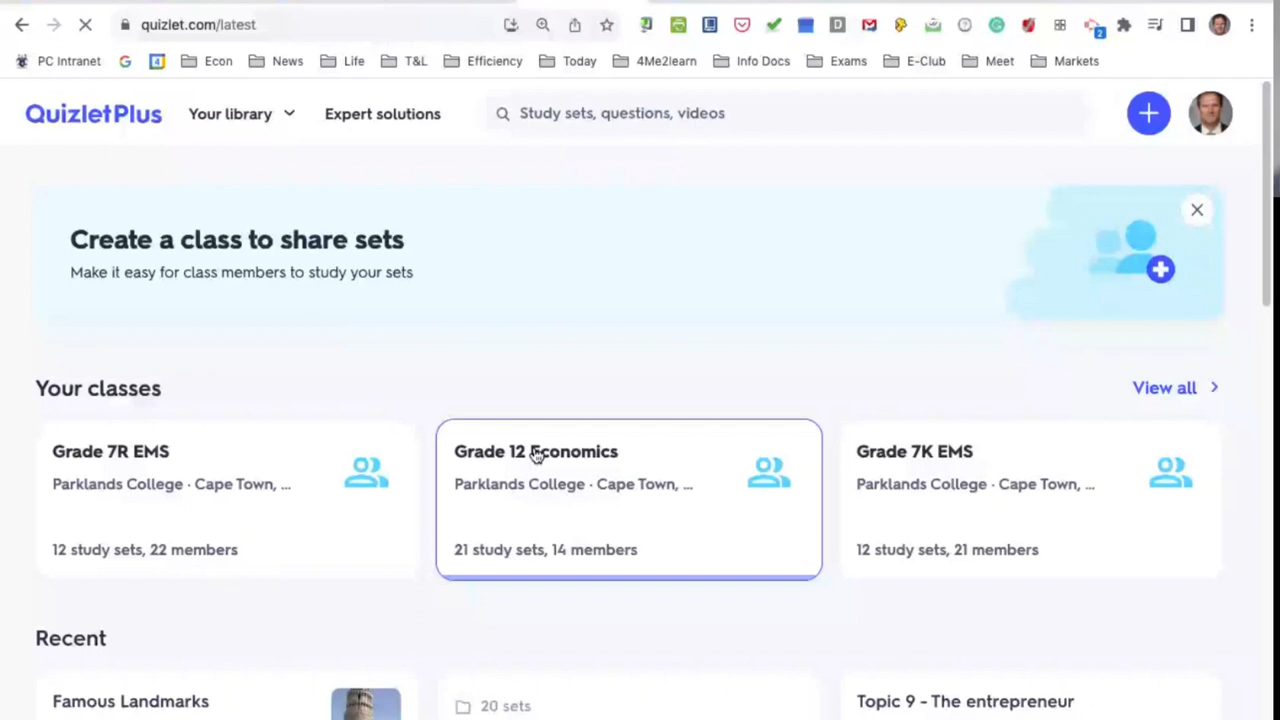 quizlet.com/latest
D
2
PC Intranet
4
Econ
News
Life
T&L
Efficiency
Today
4Me2learn
Info Docs
Exams
E-Club
Meet
Markets
QuizletPlus
Your library
Expert solutions
Study sets, questions, videos
Create a class to share sets
Make it easy for class members to study your sets
Your classes
View all
Grade 7R EMS
Parklands College · Cape Town, ...
12 study sets, 22 members
Grade 12 Economics
Parklands College · Cape Town, ...
21 study sets, 14 members
Grade 7K EMS
Parklands College · Cape Town, ...
12 study sets, 21 members
Recent
Famous Landmarks
20 sets
Topic 9 - The entrepreneur